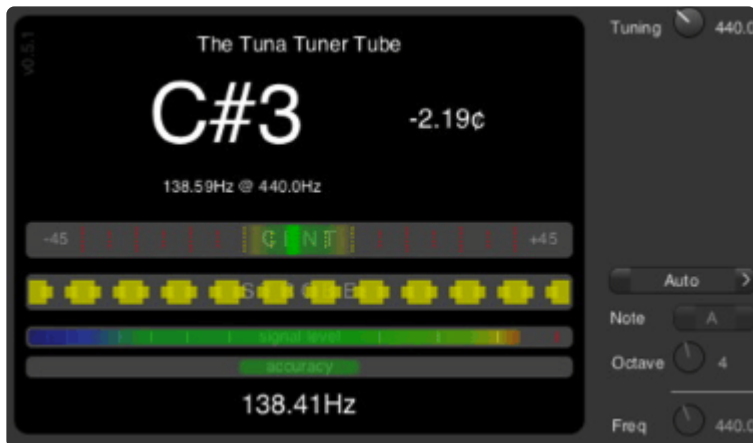 v0.5.1
The Tuna Tuner Tube
C#3
-2.19¢
138.59Hz @ 440.0Hz
-45 CENT +45
STROBE
signal level
accuracy
138.41Hz
Tuning 440.0
Auto >
Note A
Octave 4
Freq 440.0